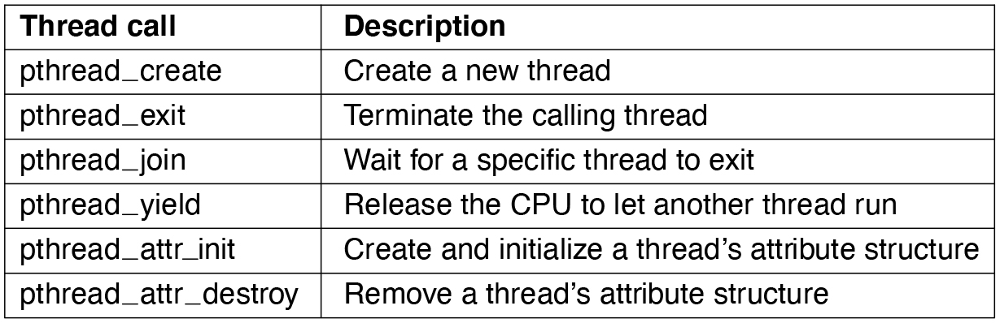 Thread call Description
pthread_create Create a new thread
pthread_exit Terminate the calling thread
pthread_join Wait for a specific thread to exit
pthread_yield Release the CPU to let another thread run
pthread_attr_init Create and initialize a thread’s attribute structure
pthread_attr_destroy Remove a thread’s attribute structure